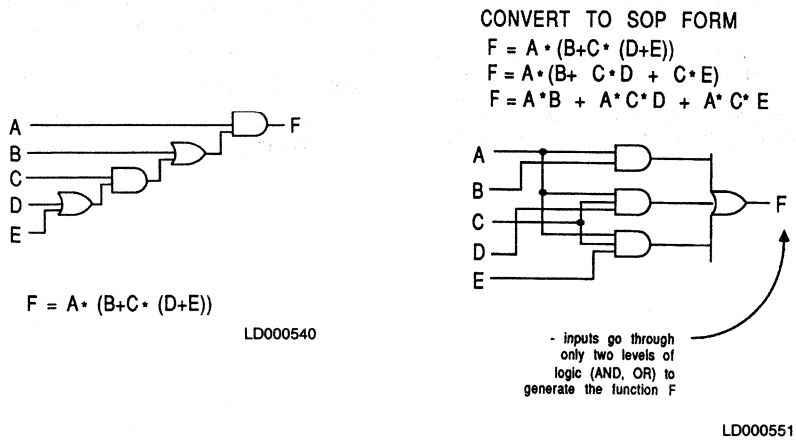 A
B
C
D
E
F
F = A• (B+C• (D+E))
LD000540
CONVERT TO SOP FORM
F = A• (B+C• (D+E))
F = A•(B+ C•D + C•E)
F = A•B + A•C•D + A•C•E
A
B
C
D
E
F
- inputs go through
only two levels of
logic (AND, OR) to
generate the function F
LD000551